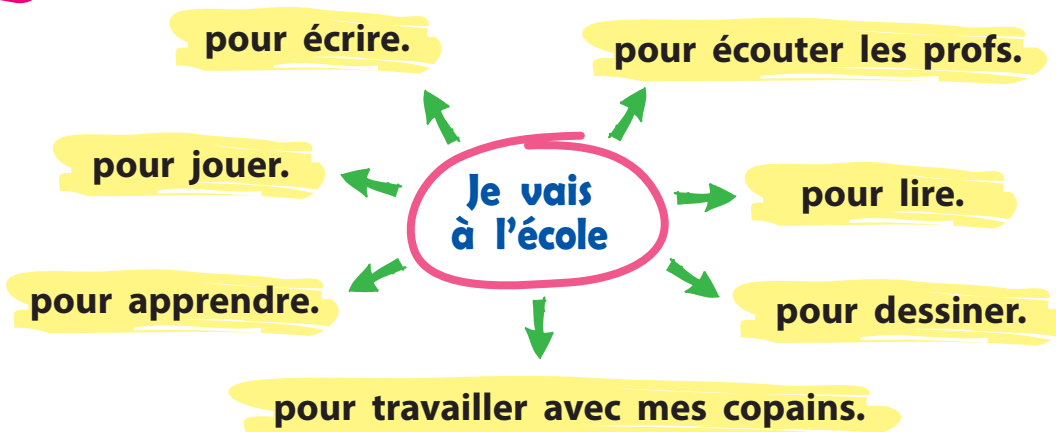 pour écrire.
pour écouter les profs.
pour jouer.
Je vais
à l'école
pour lire.
pour apprendre.
pour dessiner.
pour travailler avec mes copains.